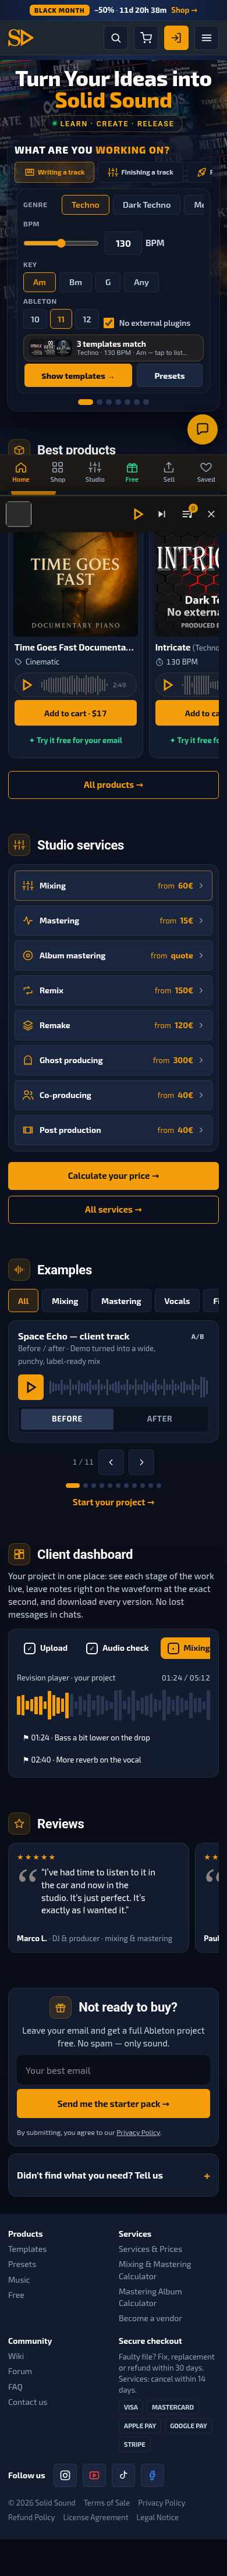 BLACK MONTH -50% · 11d 20h 38m Shop →
Turn Your Ideas into
Solid Sound
LEARN · CREATE · RELEASE
WHAT ARE YOU WORKING ON?
Writing a track Finishing a track
GENRE Techno Dark Techno
BPM
130 BPM
KEY
Am Bm G Any
ABLETON
10 11 12 No external plugins
3 templates match
Techno · 130 BPM · Am — tap to list...
Show templates → Presets
Best products
Home Shop Studio Free Sell Saved
0
TIME GOES
FAST
DOCUMENTARY PIANO
Time Goes Fast Documenta...
Cinematic
2:49
Add to cart · $17
+ Try it free for your email
Intricate (Techno
130 BPM
All products →
Studio services
Mixing from 60€
Mastering from 15€
Album mastering from quote
Remix from 150€
Remake from 120€
Ghost producing from 300€
Co-producing from 40€
Post production from 40€
Calculate your price →
All services →
Examples
All Mixing Mastering Vocals
Space Echo — client track A/B
Before / after · Demo turned into a wide,
punchy, label-ready mix
BEFORE AFTER
1 / 11
Start your project →
Client dashboard
Your project in one place: see each stage of the work
live, leave notes right on the waveform at the exact
second, and download every version. No lost
messages in chats.
Upload Audio check Mixing
Revision player · your project 01:24 / 05:12
01:24 · Bass a bit lower on the drop
02:40 · More reverb on the vocal
Reviews
★★★★★
“I've had time to listen to it in
the car and now in the
studio. It's just perfect. It's
exactly as I wanted it.”
Marco L. · DJ & producer · mixing & mastering
Not ready to buy?
Leave your email and get a full Ableton project
free. No spam — only sound.
Your best email
Send me the starter pack →
By submitting, you agree to our Privacy Policy.
Didn't find what you need? Tell us +
Products
Templates
Presets
Music
Free
Services
Services & Prices
Mixing & Mastering
Calculator
Mastering Album
Calculator
Become a vendor
Community
Wiki
Forum
FAQ
Contact us
Secure checkout
Faulty file? Fix, replacement
or refund within 30 days.
Services: cancel within 14
days.
VISA MASTERCARD
APPLE PAY GOOGLE PAY
STRIPE
Follow us
© 2026 Solid Sound Terms of Sale Privacy Policy
Refund Policy License Agreement Legal Notice